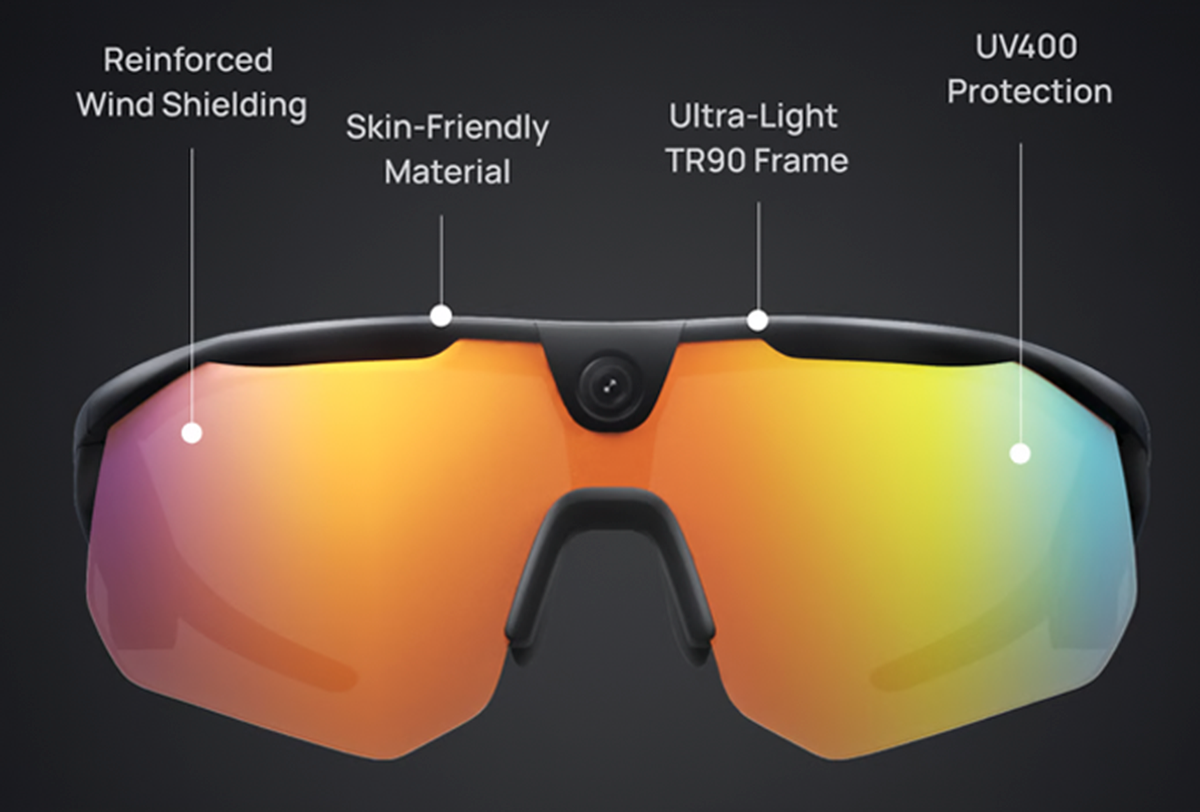 Reinforced
Wind Shielding
Skin-Friendly
Material
Ultra-Light
TR90 Frame
UV400
Protection